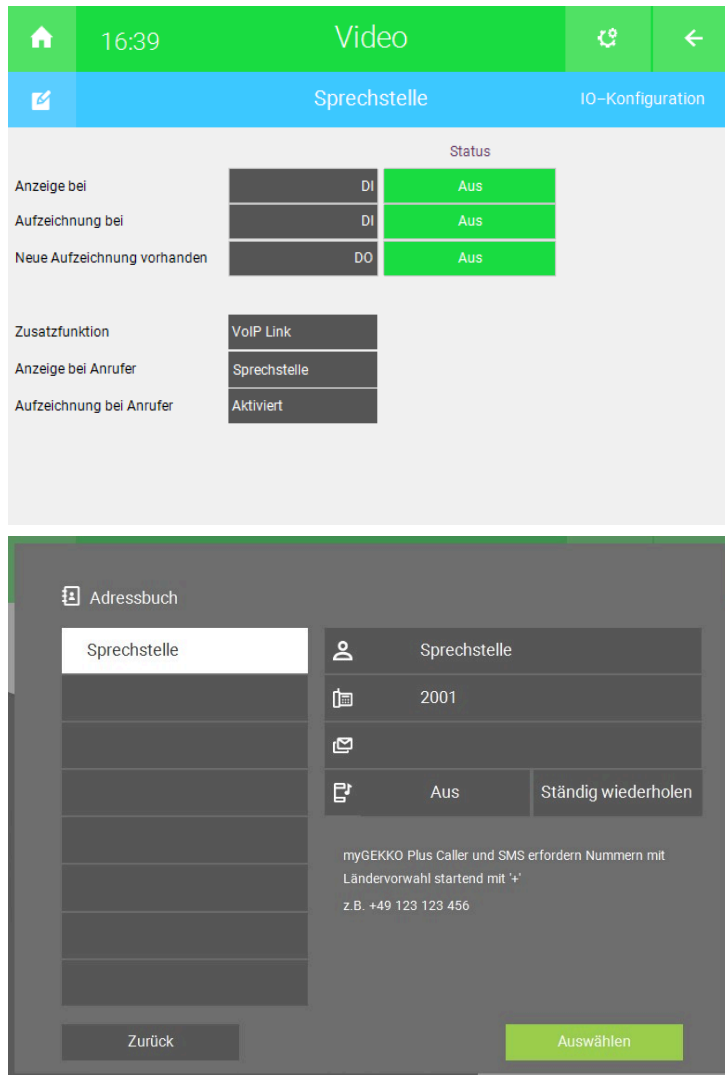 16:39
Video
Sprechstelle
IO-Konfiguration
Status
Anzeige bei DI Aus
Aufzeichnung bei DI Aus
Neue Aufzeichnung vorhanden DO Aus
Zusatzfunktion VoIP Link
Anzeige bei Anrufer Sprechstelle
Aufzeichnung bei Anrufer Aktiviert
Adressbuch
Sprechstelle
Sprechstelle
2001
Aus
Ständig wiederholen
myGEKKO Plus Caller und SMS erfordern Nummern mit
Ländervorwahl startend mit '+'
z.B. +49 123 123 456
Zurück
Auswählen